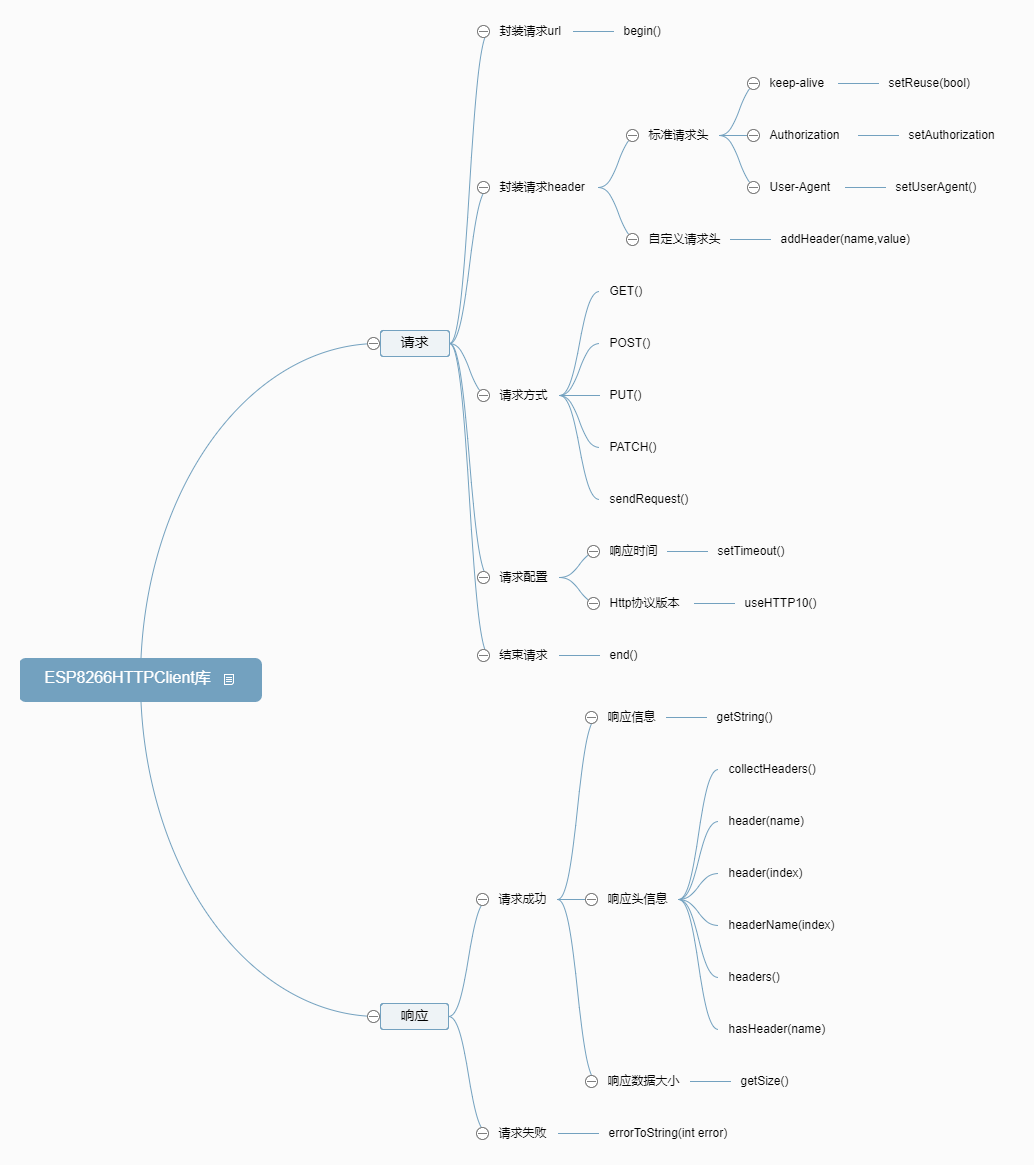 封装请求url
begin()
keep-alive
setReuse(bool)
标准请求头
Authorization
setAuthorization
封装请求header
User-Agent
setUserAgent()
自定义请求头
addHeader(name,value)
GET()
请求
POST()
请求方式
PUT()
PATCH()
sendRequest()
响应时间
setTimeout()
请求配置
Http协议版本
useHTTP10()
结束请求
end()
ESP8266HTTPClient库
响应信息
getString()
collectHeaders()
header(name)
header(index)
请求成功
响应头信息
headerName(index)
headers()
响应
hasHeader(name)
响应数据大小
getSize()
请求失败
errorToString(int error)